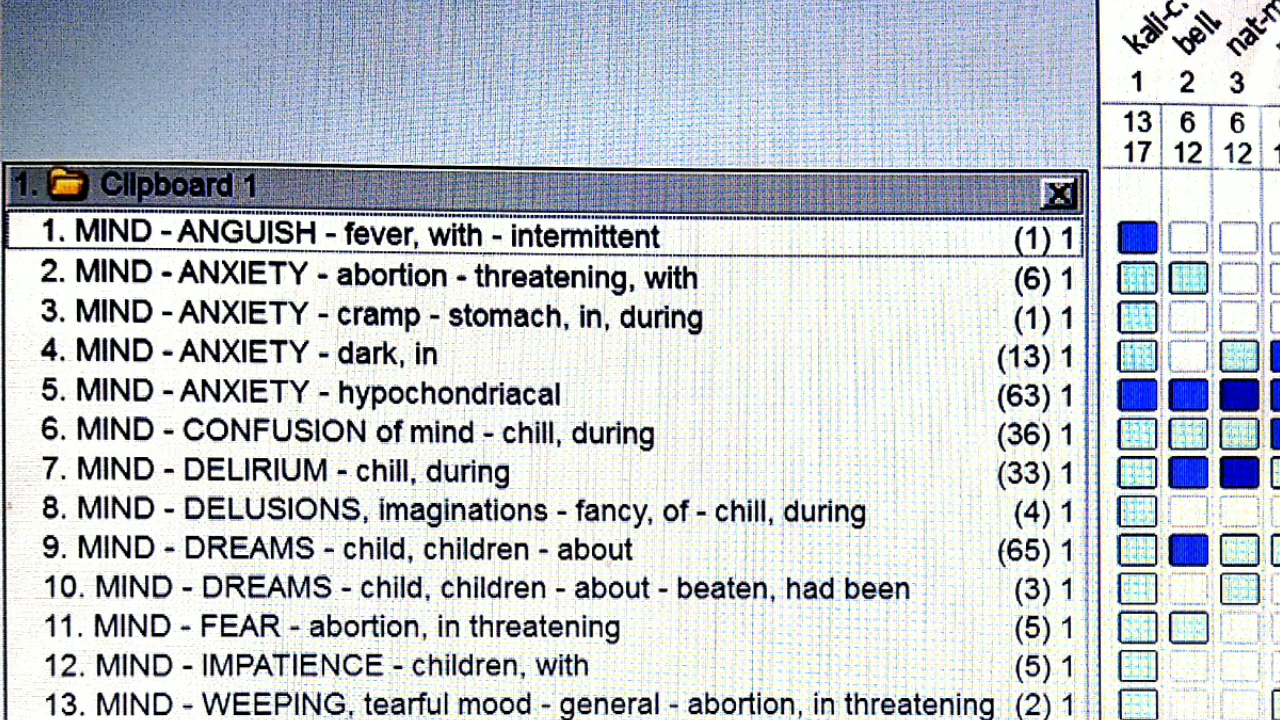 kali-c. bell. nat-m
1 2 3
13 6 6
17 12 12
1. Clipboard 1
1. MIND - ANGUISH - fever, with - intermittent (1) 1
2. MIND - ANXIETY - abortion - threatening, with (6) 1
3. MIND - ANXIETY - cramp - stomach, in, during (1) 1
4. MIND - ANXIETY - dark, in (13) 1
5. MIND - ANXIETY - hypochondriacal (63) 1
6. MIND - CONFUSION of mind - chill, during (36) 1
7. MIND - DELIRIUM - chill, during (33) 1
8. MIND - DELUSIONS, imaginations - fancy, of - chill, during (4) 1
9. MIND - DREAMS - child, children - about (65) 1
10. MIND - DREAMS - child, children - about - beaten, had been (3) 1
11. MIND - FEAR - abortion, in threatening (5) 1
12. MIND - IMPATIENCE - children, with (5) 1
13. MIND - WEEPING, tearful mood - general - abortion, in threatening (2) 1